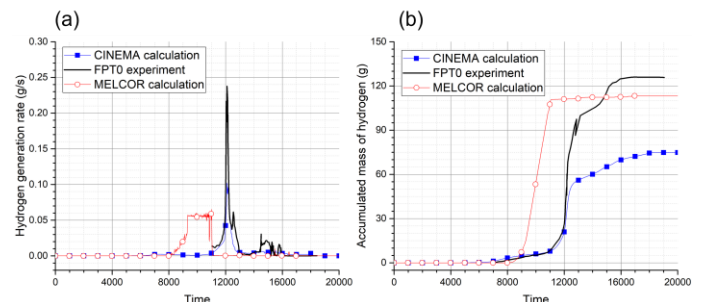 (a)
(b)
0.30
0.25
0.20
0.15
0.10
0.05
0.00
Hydrogen generation rate (g/s)
CINEMA calculation
FPT0 experiment
MELCOR calculation
0 4000 8000 12000 16000 20000
Time
150
120
90
60
30
0
Accumulated mass of hydrogen (g)
CINEMA calculation
FPT0 experiment
MELCOR calculation
0 4000 8000 12000 16000 20000
Time